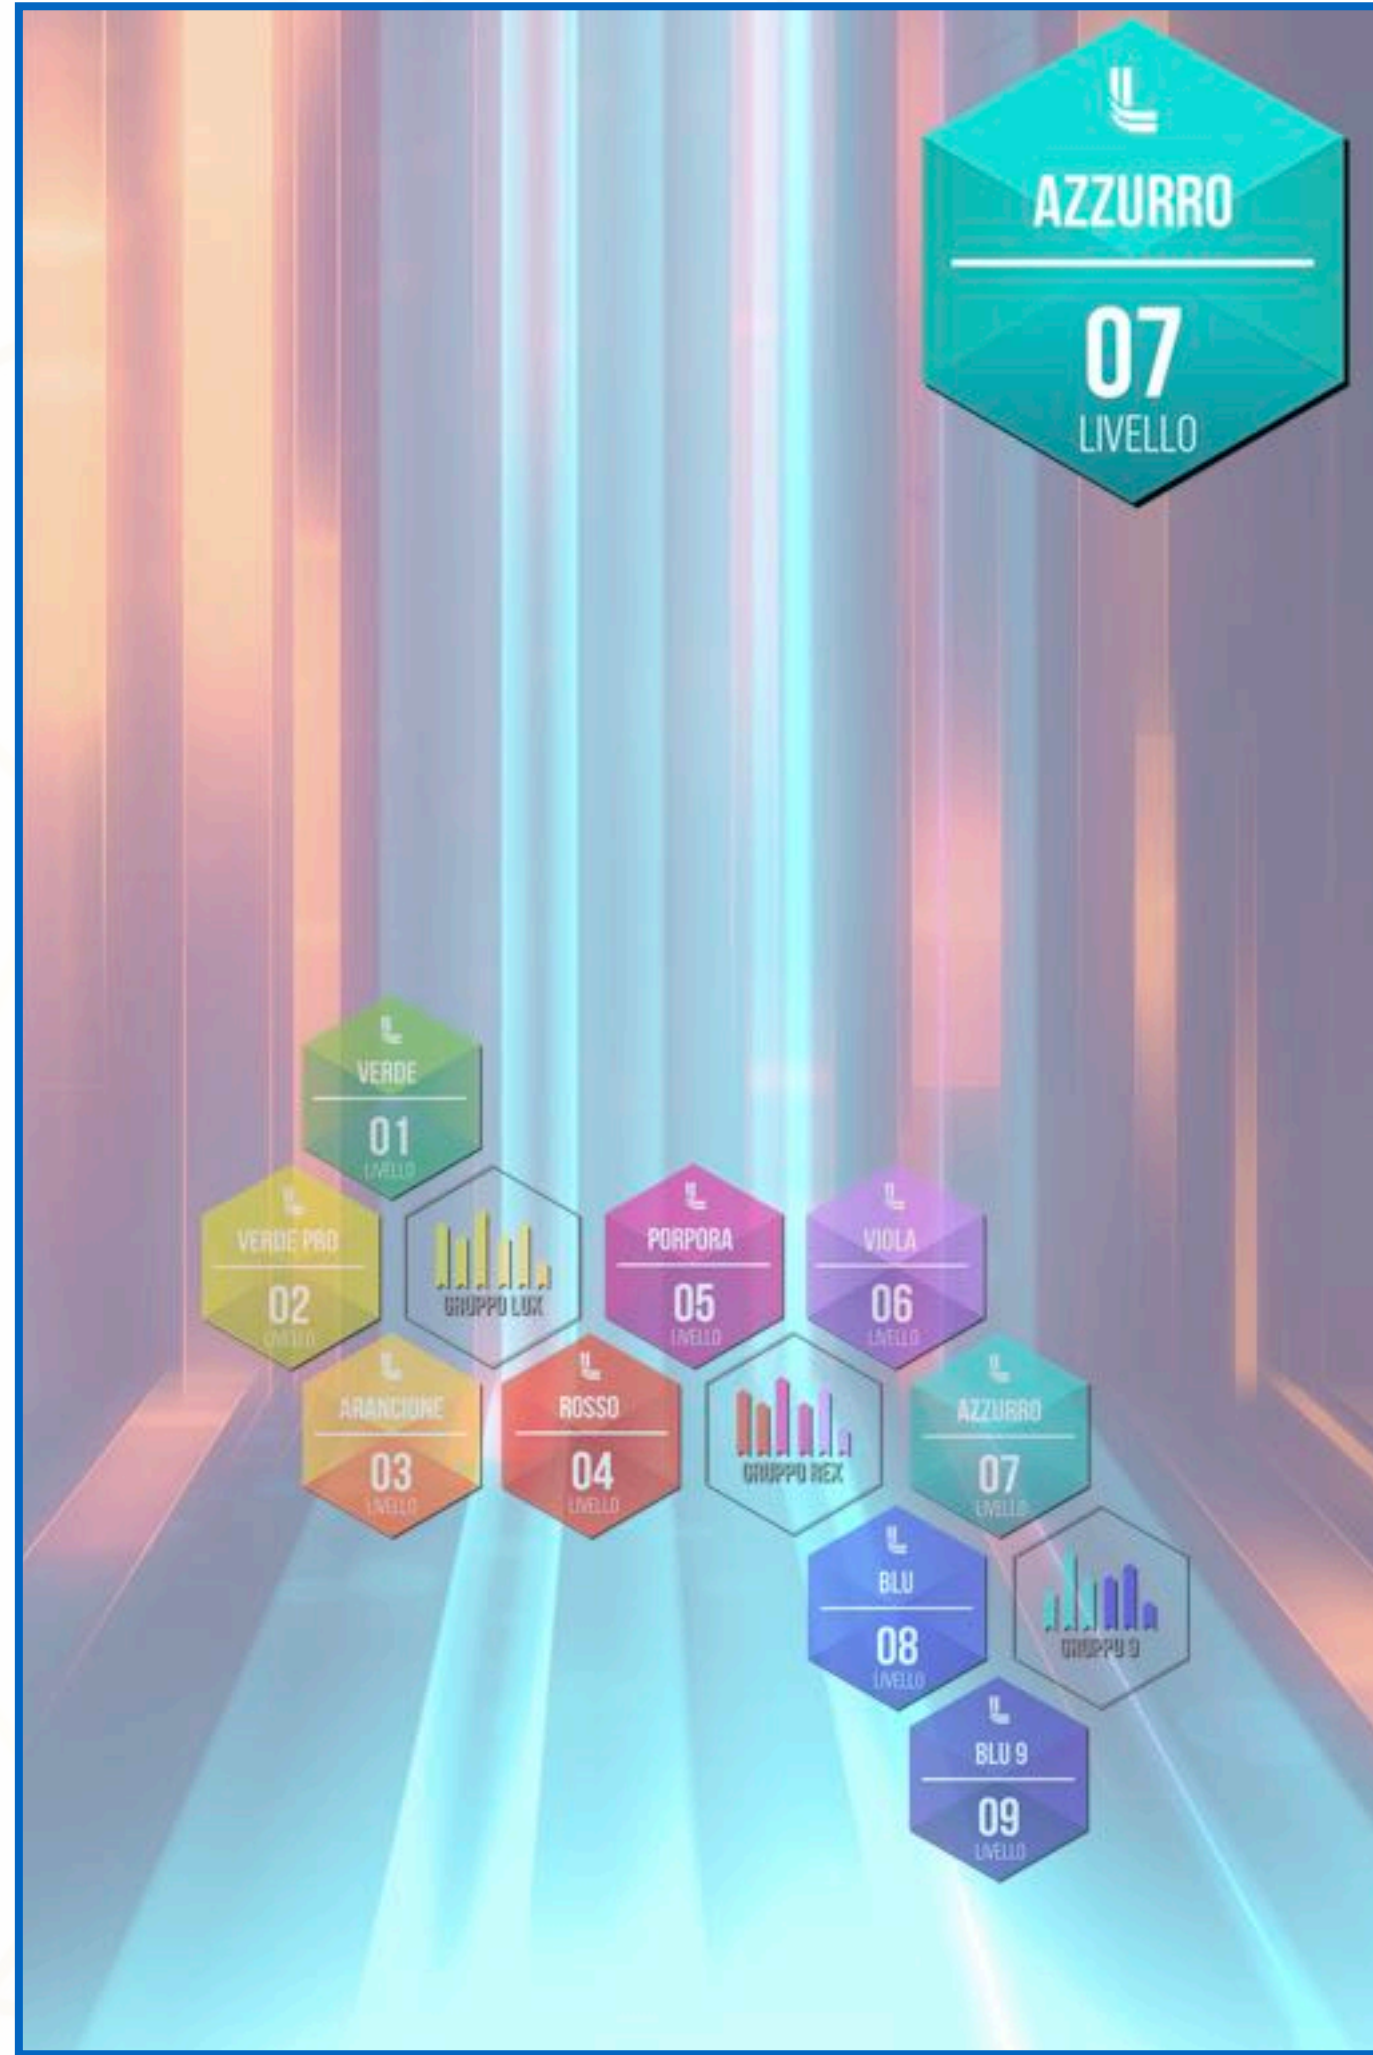 AZZURRO
07
LIVELLO
VERDE
01
LIVELLO
VERDE PRO
02
LIVELLO
GRUPPO LUX
PORPORA
05
LIVELLO
VIOLA
06
LIVELLO
ARANCIONE
03
LIVELLO
ROSSO
04
LIVELLO
GRUPPO REX
AZZURRO
07
LIVELLO
BLU
08
LIVELLO
GRUPPO 9
BLU 9
09
LIVELLO